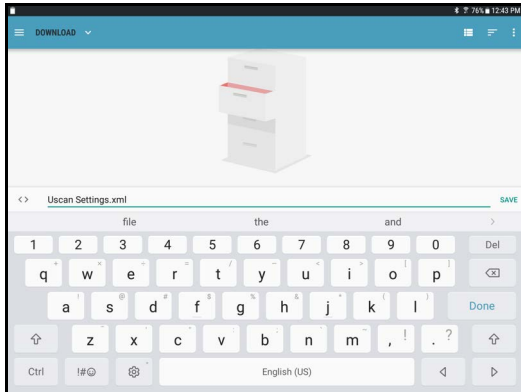 76% 12:43 PM
DOWNLOAD
Uscan Settings.xml SAVE
file the and
1 2 3 4 5 6 7 8 9 0 Del
q w e r t y u i o p
a s d f g h j k l Done
z x c v b n m , ! . ?
Ctrl !#☺ English (US)